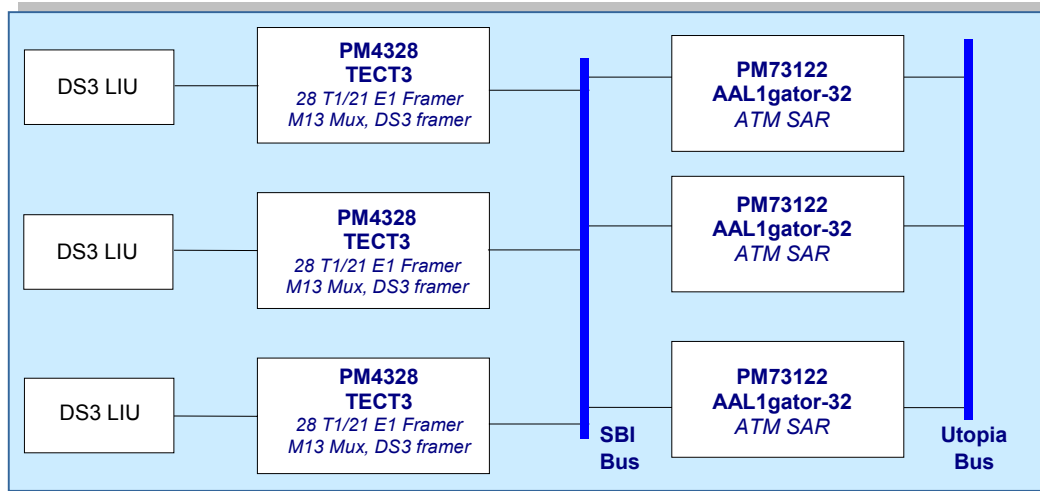 DS3 LIU
PM4328
TECT3
28 T1/21 E1 Framer
M13 Mux, DS3 framer
PM73122
AAL1gator-32
ATM SAR
DS3 LIU
PM4328
TECT3
28 T1/21 E1 Framer
M13 Mux, DS3 framer
PM73122
AAL1gator-32
ATM SAR
DS3 LIU
PM4328
TECT3
28 T1/21 E1 Framer
M13 Mux, DS3 framer
PM73122
AAL1gator-32
ATM SAR
SBI
Bus
Utopia
Bus